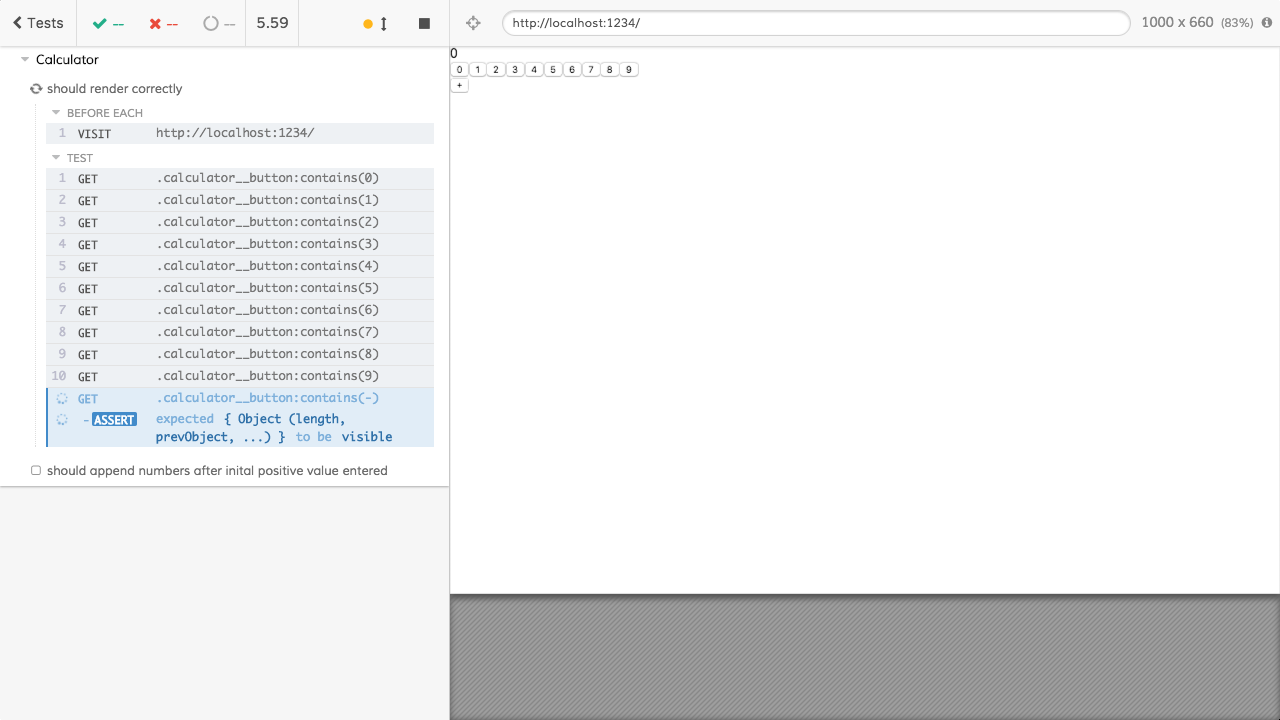 Tests -- -- -- 5.59 http://localhost:1234/ 1000 x 660 (83%)
Calculator
should render correctly
BEFORE EACH
1 VISIT http://localhost:1234/
TEST
1 GET .calculator__button:contains(0)
2 GET .calculator__button:contains(1)
3 GET .calculator__button:contains(2)
4 GET .calculator__button:contains(3)
5 GET .calculator__button:contains(4)
6 GET .calculator__button:contains(5)
7 GET .calculator__button:contains(6)
8 GET .calculator__button:contains(7)
9 GET .calculator__button:contains(8)
10 GET .calculator__button:contains(9)
GET .calculator__button:contains(-)
- ASSERT expected { Object (length,
prevObject, ...) } to be visible
should append numbers after inital positive value entered
0
0 1 2 3 4 5 6 7 8 9
+